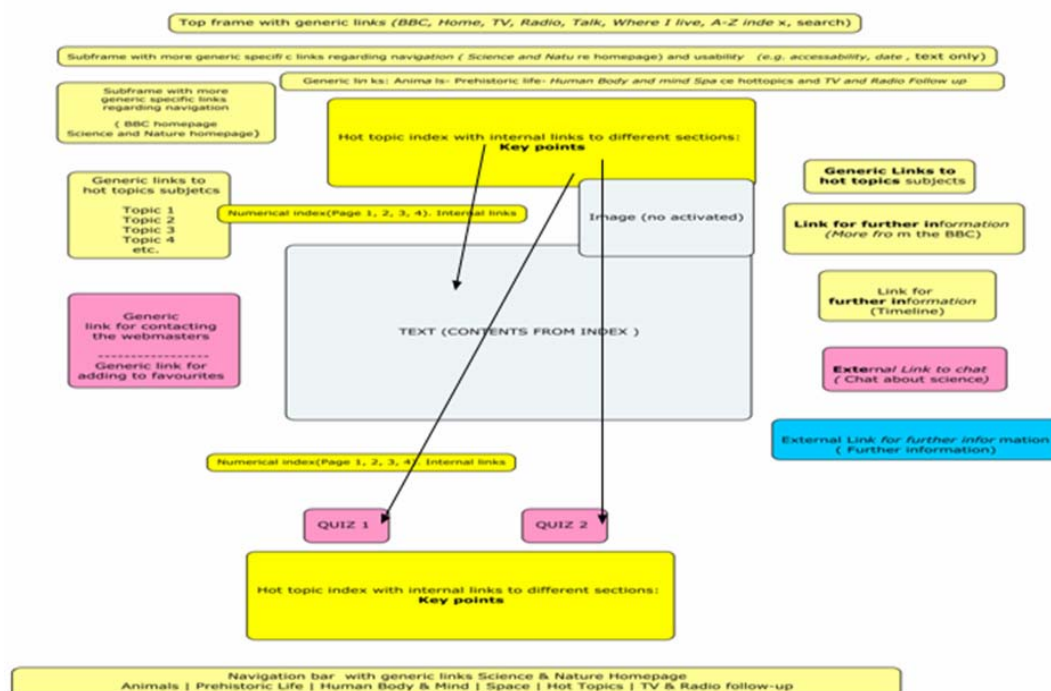 Top frame with generic links (BBC, Home, TV, Radio, Talk, Where I live, A-Z inde x, search)
Subframe with more generic specifi c links regarding navigation ( Science and Natu re homepage) and usability (e.g. accessability, date , text only)
Generic lin ks: Anima ls- Prehistoric life- Human Body and mind Spa ce hottopics and TV and Radio Follow up
Subframe with more
generic specific links
regarding navigation
( BBC homepage
Science and Nature homepage)
Hot topic index with internal links to different sections:
Key points
Generic links to
hot topics subjetcs
Topic 1
Topic 2
Topic 3
Topic 4
etc.
Numerical index(Page 1, 2, 3, 4). Internal links
Image (no activated)
Generic Links to
hot topics subjects
Link for further information
(More fro m the BBC)
Link for
further information
(Timeline)
TEXT (CONTENTS FROM INDEX )
Generic
link for contacting
the webmasters
-----------------
Generic link for
adding to favourites
External Link to chat
( Chat about science)
External Link for further infor mation
( Further information)
Numerical index(Page 1, 2, 3, 4). Internal links
QUIZ 1
QUIZ 2
Hot topic index with internal links to different sections:
Key points
Navigation bar with generic links Science & Nature Homepage
Animals | Prehistoric Life | Human Body & Mind | Space | Hot Topics | TV & Radio follow-up